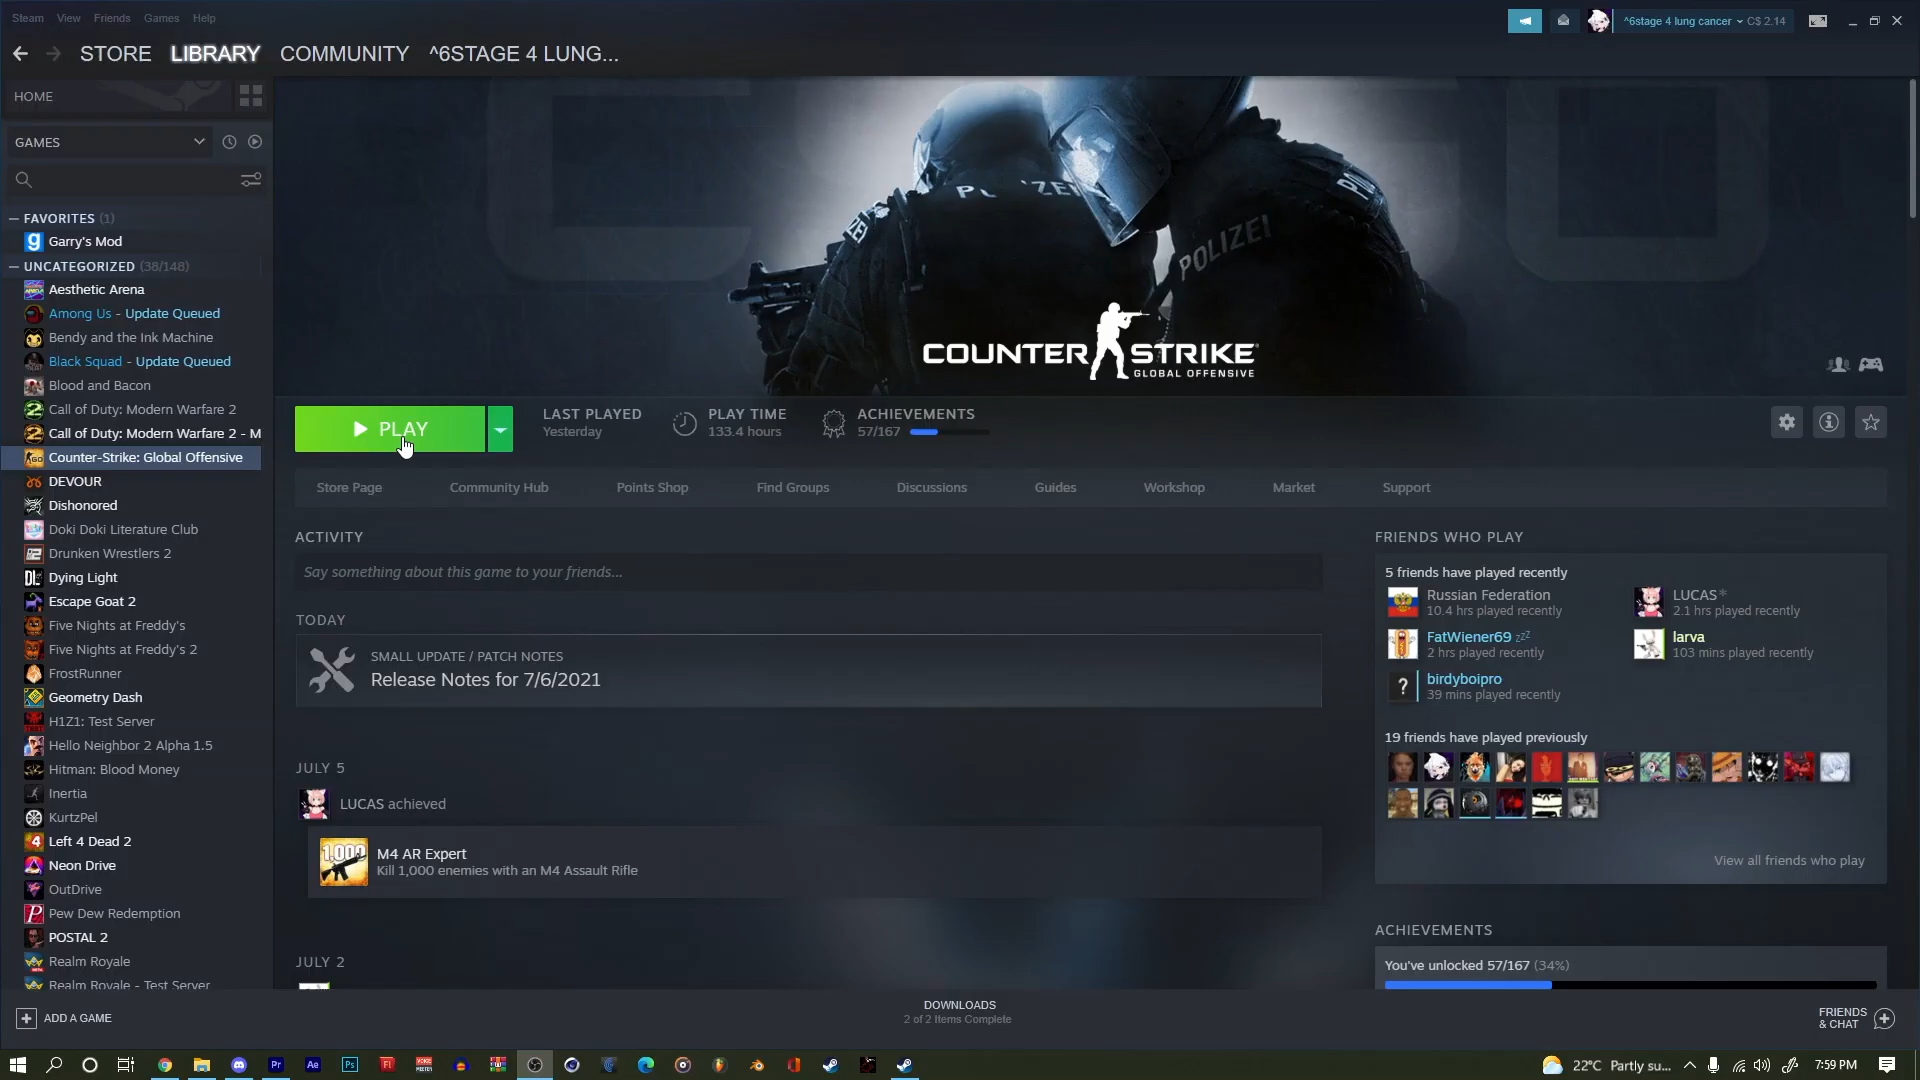 Steam View Friends Games Help
^6stage 4 lung cancer C$ 2.14
STORE LIBRARY COMMUNITY ^6STAGE 4 LUNG...
HOME
GAMES
FAVORITES (1)
Garry's Mod
UNCATEGORIZED (38/148)
Aesthetic Arena
Among Us - Update Queued
Bendy and the Ink Machine
Black Squad - Update Queued
Blood and Bacon
Call of Duty: Modern Warfare 2
Call of Duty: Modern Warfare 2 - M
Counter-Strike: Global Offensive
DEVOUR
Dishonored
Doki Doki Literature Club
Drunken Wrestlers 2
Dying Light
Escape Goat 2
Five Nights at Freddy's
Five Nights at Freddy's 2
FrostRunner
Geometry Dash
H1Z1: Test Server
Hello Neighbor 2 Alpha 1.5
Hitman: Blood Money
Inertia
KurtzPel
Left 4 Dead 2
Neon Drive
OutDrive
Pew Dew Redemption
POSTAL 2
Realm Royale
Realm Royale - Test Server
ADD A GAME
POLIZEI
COUNTER STRIKE
GLOBAL OFFENSIVE
PLAY
LAST PLAYED
Yesterday
PLAY TIME
133.4 hours
ACHIEVEMENTS
57/167
Store Page Community Hub Points Shop Find Groups Discussions Guides Workshop Market Support
ACTIVITY
Say something about this game to your friends...
TODAY
SMALL UPDATE / PATCH NOTES
Release Notes for 7/6/2021
JULY 5
LUCAS achieved
1,000
M4 AR Expert
Kill 1,000 enemies with an M4 Assault Rifle
JULY 2
FRIENDS WHO PLAY
5 friends have played recently
Russian Federation
10.4 hrs played recently
LUCAS*
2.1 hrs played recently
FatWiener69 zzz
2 hrs played recently
larva
103 mins played recently
?
birdyboipro
39 mins played recently
19 friends have played previously
View all friends who play
ACHIEVEMENTS
You've unlocked 57/167 (34%)
DOWNLOADS
2 of 2 Items Complete
FRIENDS
& CHAT
Pr Ae Ps Fl
22°C Partly su...
7:59 PM